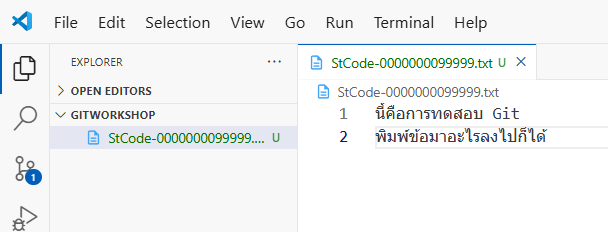 File Edit Selection View Go Run Terminal Help
EXPLORER
OPEN EDITORS
GITWORKSHOP
StCode-0000000099999.... U
1
StCode-0000000099999.txt U
StCode-0000000099999.txt
1 นี้คือการทดสอบ Git
2 พิมพ์ข้อมาอะไรลงไปก็ได้